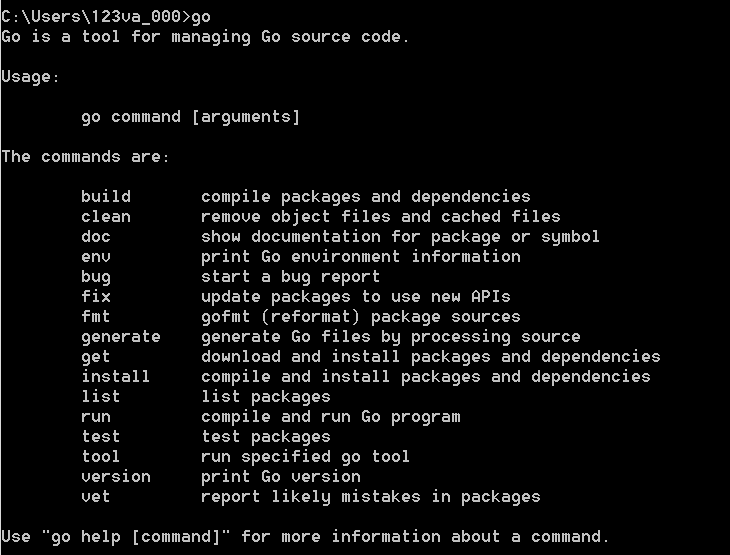 C:\Users\123va_000>go
Go is a tool for managing Go source code.
Usage:
go command [arguments]
The commands are:
build compile packages and dependencies
clean remove object files and cached files
doc show documentation for package or symbol
env print Go environment information
bug start a bug report
fix update packages to use new APIs
fmt gofmt (reformat) package sources
generate generate Go files by processing source
get download and install packages and dependencies
install compile and install packages and dependencies
list list packages
run compile and run Go program
test test packages
tool run specified go tool
version print Go version
vet report likely mistakes in packages
Use "go help [command]" for more information about a command.